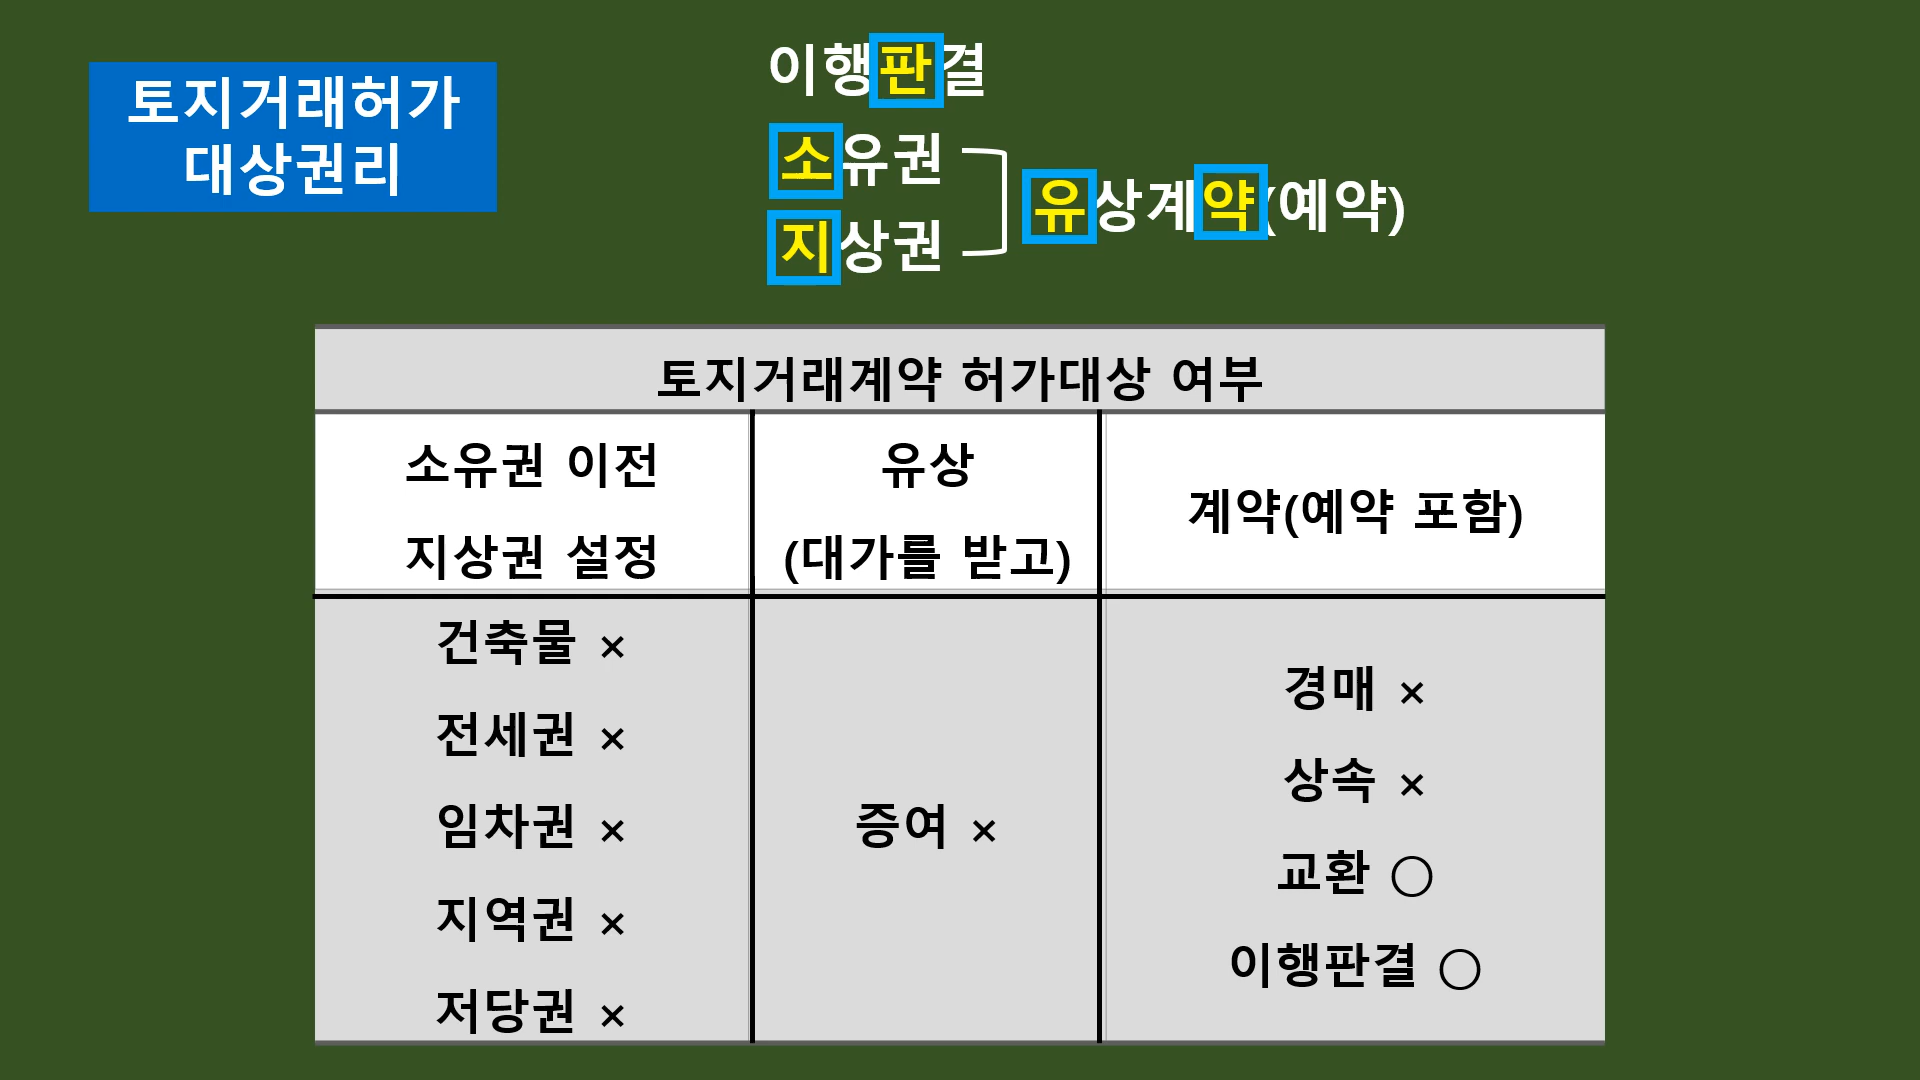 토지거래허가
대상권리
이행판결
소유권
지상권
유상계약(예약)
토지거래계약 허가대상 여부
소유권 이전
지상권 설정
유상
(대가를 받고)
계약(예약 포함)
건축물 ×
전세권 ×
임차권 ×
지역권 ×
저당권 ×
증여 ×
경매 ×
상속 ×
교환 ○
이행판결 ○